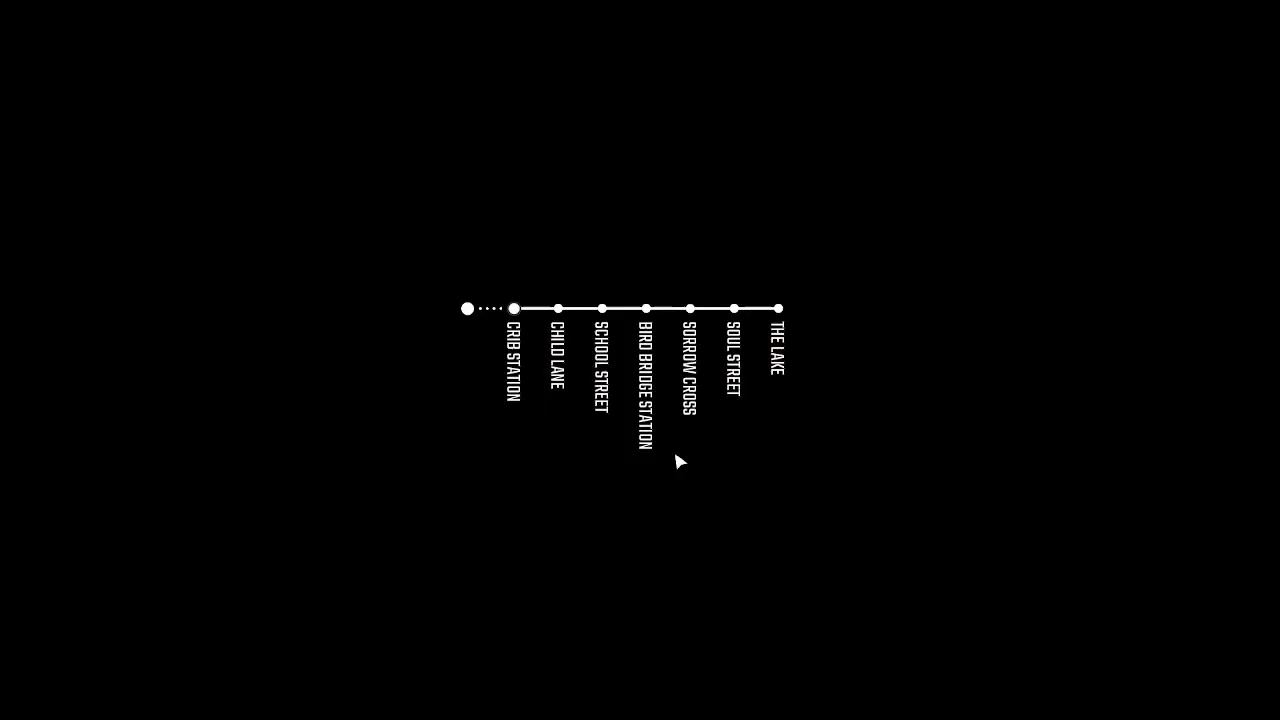 CRIB STATION
CHILD LANE
SCHOOL STREET
BIRD BRIDGE STATION
SORROW CROSS
SOUL STREET
THE LAKE